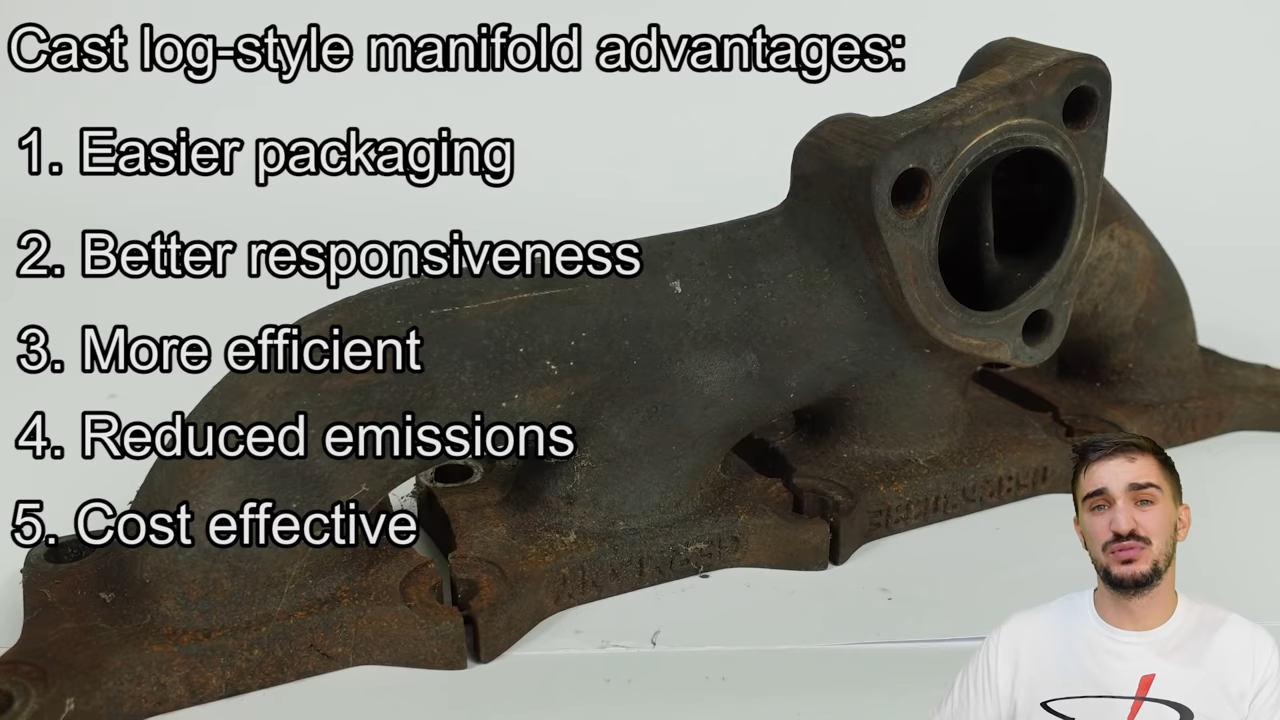 Cast log-style manifold advantages:
1. Easier packaging
2. Better responsiveness
3. More efficient
4. Reduced emissions
5. Cost effective